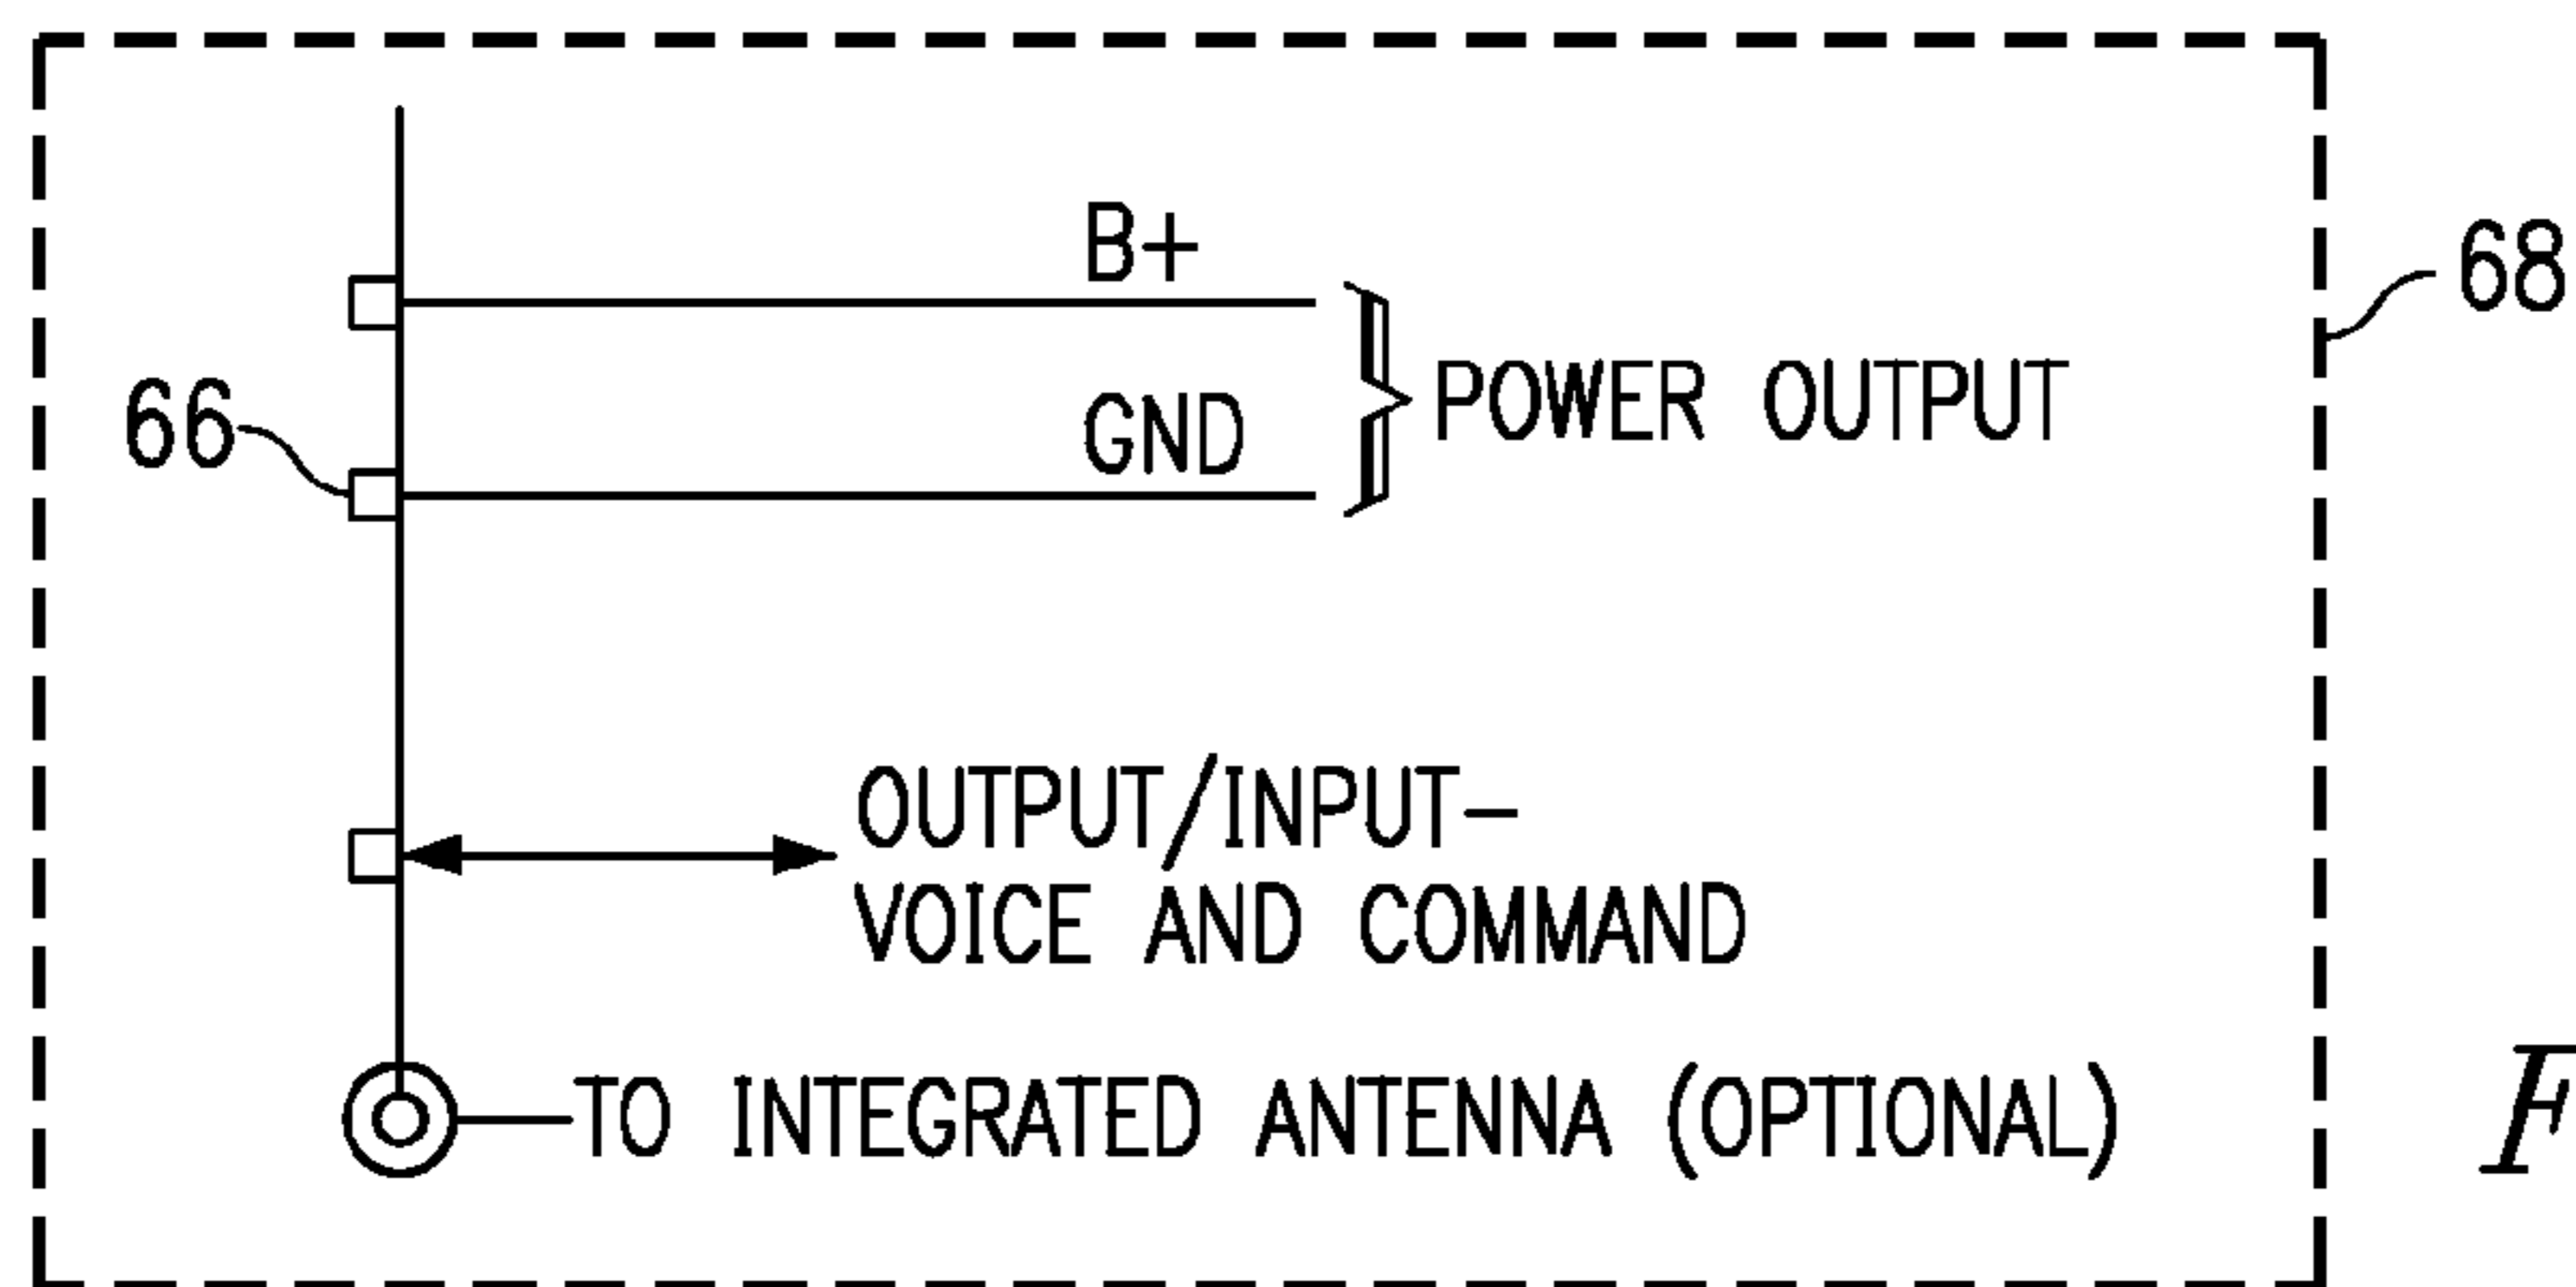 B+
68
GND
POWER OUTPUT
66
OUTPUT/INPUT-
VOICE AND COMMAND
TO INTEGRATED ANTENNA (OPTIONAL)
F